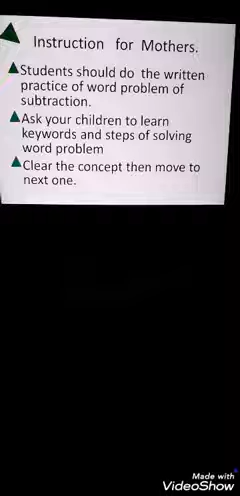 Instruction for Mothers.
Students should do the written
practice of word problem of
subtraction.
Ask your children to learn
keywords and steps of solving
word problem
Clear the concept then move to
next one.
Made with
VideoShow